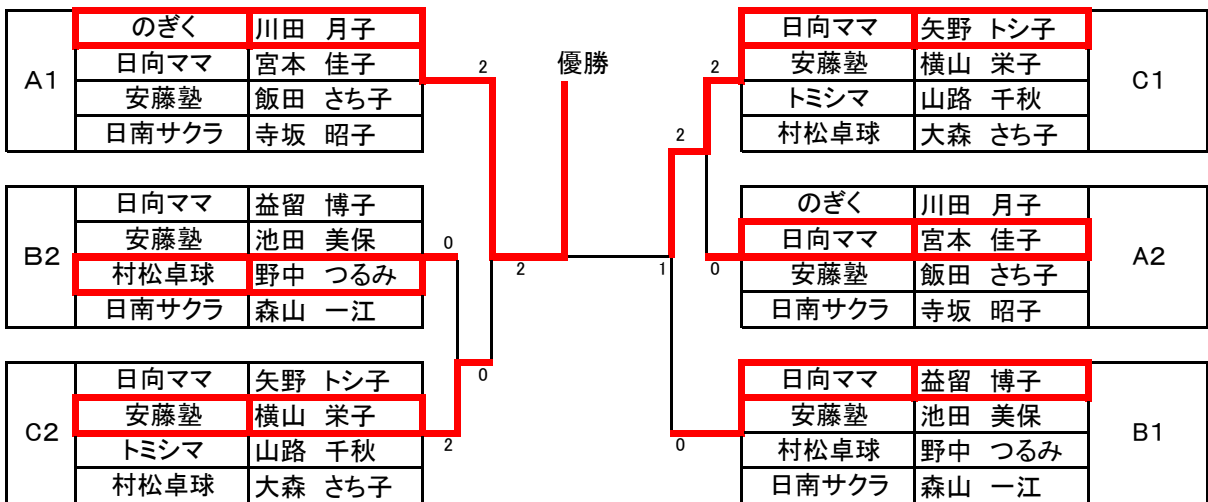 A1
のぎく 川田 月子
日向ママ 宮本 佳子
安藤塾 飯田 さち子
日南サクラ 寺坂 昭子
2
B2
日向ママ 益留 博子
安藤塾 池田 美保
村松卓球 野中 つるみ
日南サクラ 森山 一江
0
C2
日向ママ 矢野 トシ子
安藤塾 横山 栄子
トミシマ 山路 千秋
村松卓球 大森 さち子
2
0
2
優勝
1
2
2
日向ママ 矢野 トシ子
安藤塾 横山 栄子
トミシマ 山路 千秋
村松卓球 大森 さち子
C1
0
のぎく 川田 月子
日向ママ 宮本 佳子
安藤塾 飯田 さち子
日南サクラ 寺坂 昭子
A2
0
日向ママ 益留 博子
安藤塾 池田 美保
村松卓球 野中 つるみ
日南サクラ 森山 一江
B1